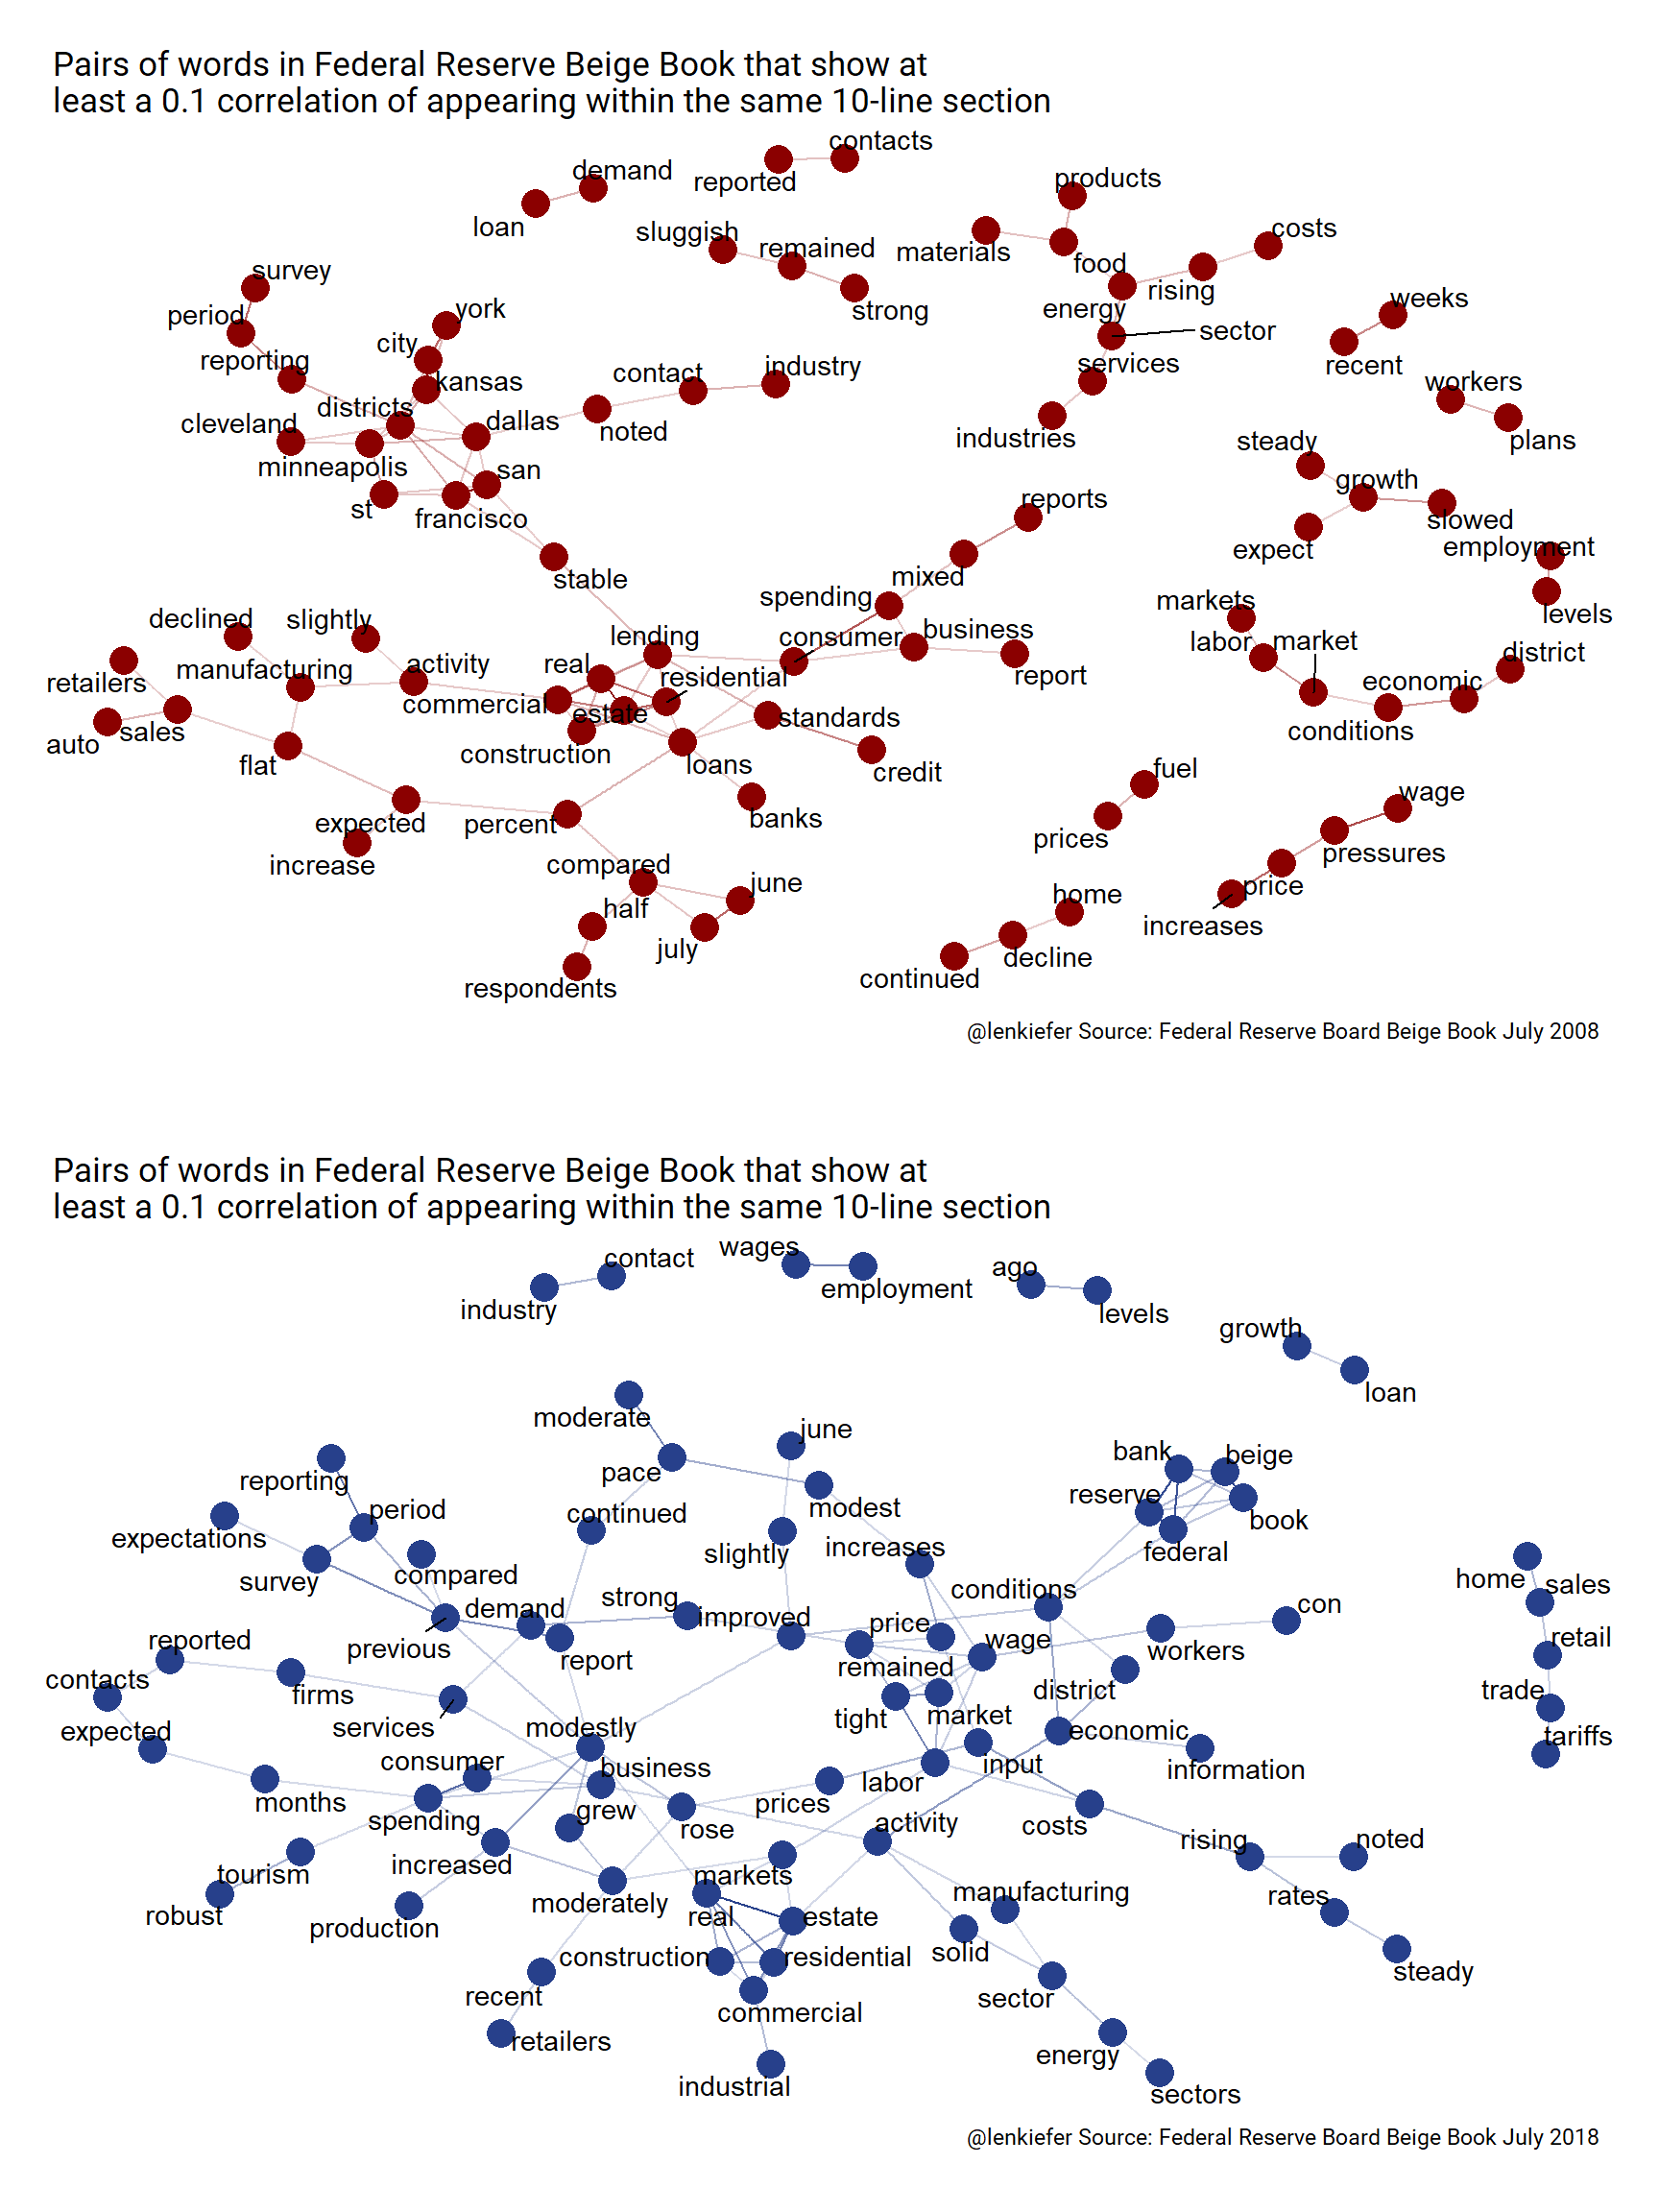 Pairs of words in Federal Reserve Beige Book that show at
least a 0.1 correlation of appearing within the same 10-line section
contacts
demand
reported
products
loan
sluggish
remained
materials
costs
food
survey
rising
strong
energy
weeks
period
york
sector
city
reporting
services
recent
contact
industry
kansas
workers
districts
cleveland
dallas
noted
industries
plans
steady
minneapolis
san
growth
st
francisco
reports
slowed
expect
employment
stable
mixed
spending
markets
levels
declined
slightly
lending
consumer
business
labor
market
district
real
manufacturing
activity
residential
report
retailers
economic
commercial
estate
standards
auto
sales
conditions
construction
flat
loans
credit
fuel
wage
expected
percent
banks
prices
pressures
increase
compared
june
price
home
half
increases
july
decline
continued
respondents
@lenkiefer Source: Federal Reserve Board Beige Book July 2008
Pairs of words in Federal Reserve Beige Book that show at
least a 0.1 correlation of appearing within the same 10-line section
wages
contact
ago
employment
industry
levels
growth
loan
moderate
june
bank
beige
pace
reporting
reserve
modest
period
continued
book
expectations
slightly
increases
federal
compared
survey
home
sales
conditions
strong
demand
improved
con
price
reported
wage
retail
previous
workers
report
remained
contacts
firms
district
trade
tight
market
services
modestly
expected
economic
tariffs
consumer
business
input
information
labor
months
prices
grew
spending
rose
activity
costs
rising
noted
increased
tourism
markets
manufacturing
rates
moderately
robust
real
estate
production
solid
construction
residential
steady
recent
sector
commercial
retailers
energy
industrial
sectors
@lenkiefer Source: Federal Reserve Board Beige Book July 2018